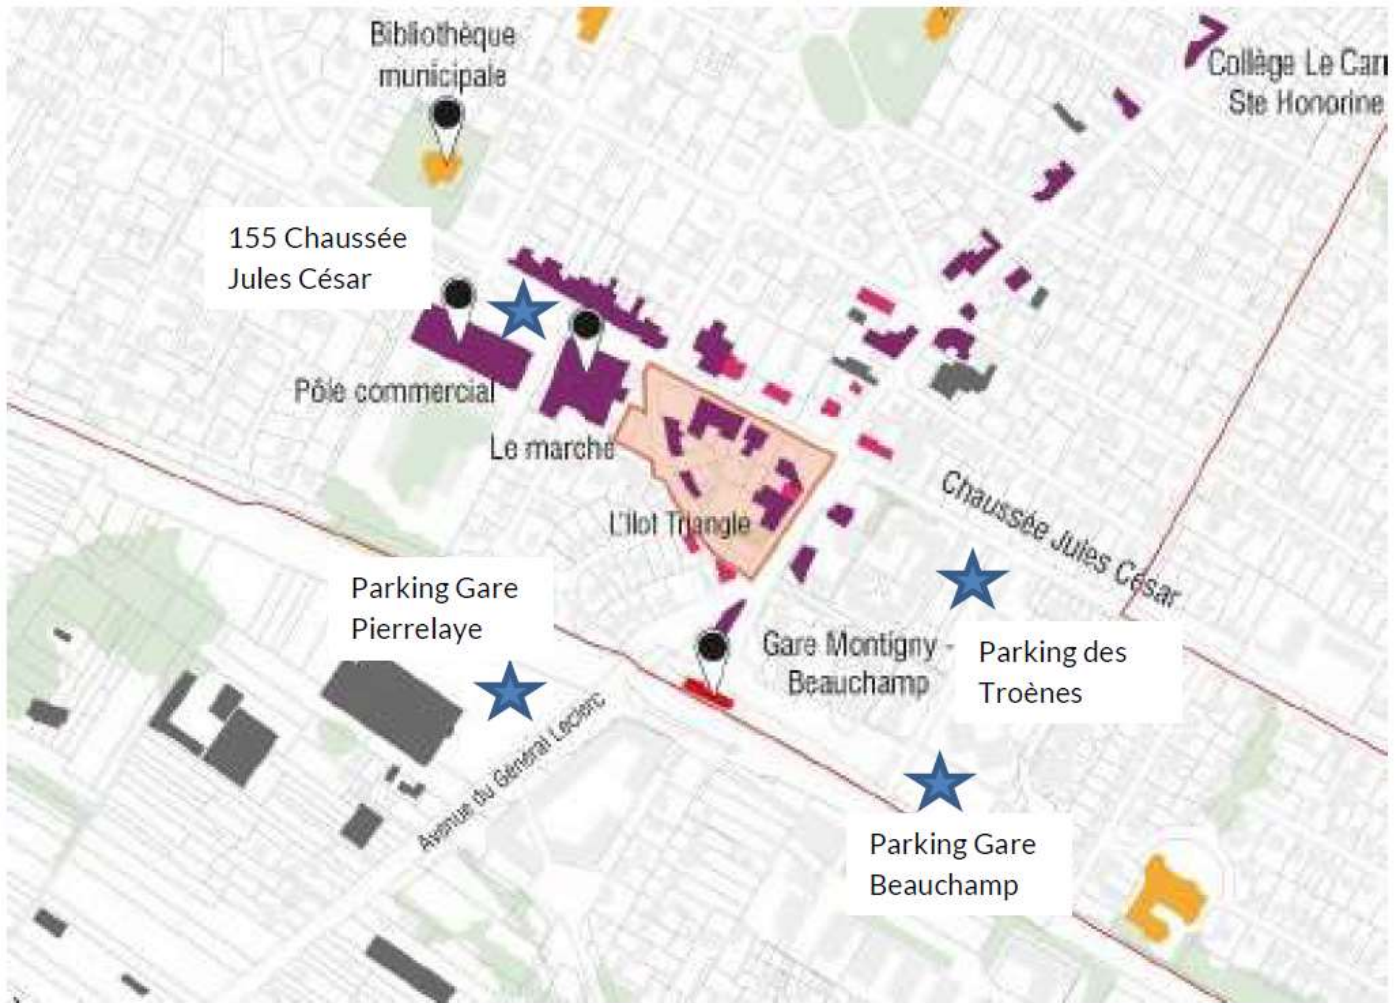 Bibliothèque
municipale
Collège Le Car
Ste Honorine
155 Chaussée
Jules César
Pôle commercial
Le marché
L'îlot Triangle
Chaussée Jules César
Parking Gare
Pierrelaye
Gare Montigny -
Beauchamp
Parking des
Troènes
Avenue du Général Leclerc
Parking Gare
Beauchamp